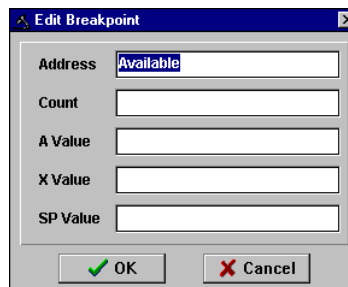 Edit Breakpoint
Address Available
Count
A Value
X Value
SP Value
OK Cancel